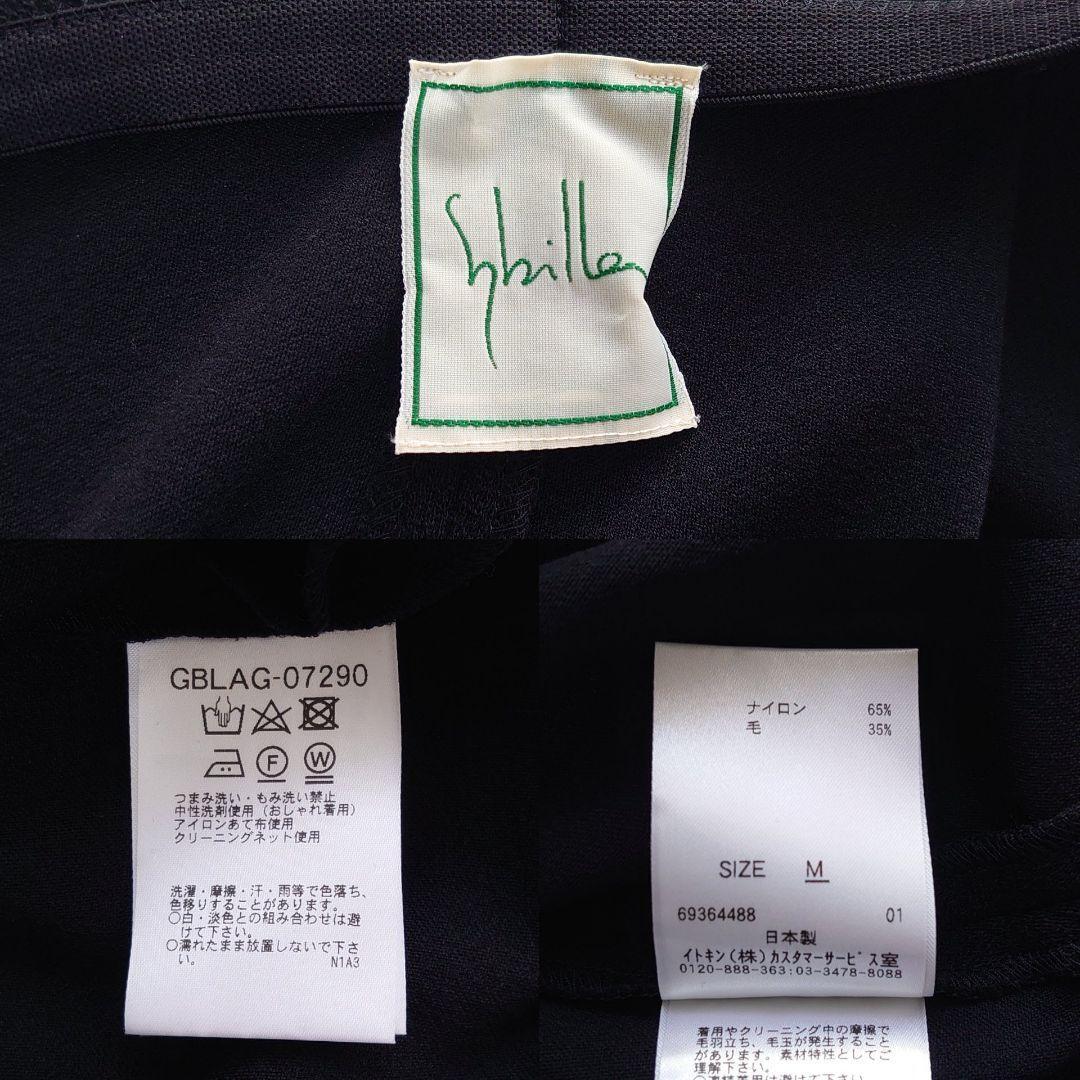 Sybilla
GBLAG-07290
F
W
つまみ洗い・もみ洗い禁止
中性洗剤使用（おしゃれ着用）
アイロンあて布使用
クリーニングネット使用
洗濯・摩擦・汗・雨等で色落ち、
色移りすることがあります。
○白・淡色との組み合わせは避
けて下さい。
○濡れたまま放置しないで下さ
い。
N1A3
ナイロン 65%
毛 35%
SIZE M
69364488 01
日本製
イトキン(株)カスタマーサービス室
0120-888-363:03-3478-8088
着用やクリーニング中の摩擦で
毛羽立ち、毛玉が発生すること
があります。素材特性としてご
理解下さい。